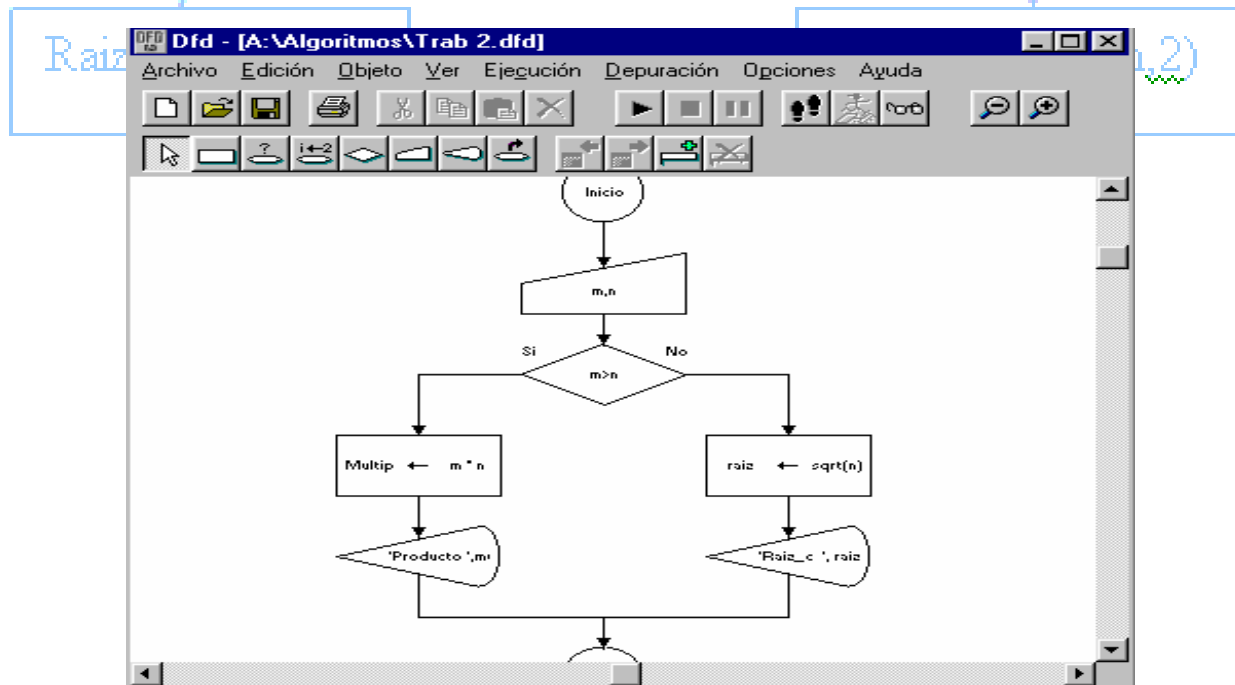 Raiz
n,2)
Dfd - [A:\Algoritmos\Trab 2.dfd]
Archivo Edición Objeto Ver Ejecución Depuración Opciones Ayuda
Inicio
m,n
Si No
m>n
Multip ← m * n
raiz ← sqrt(n)
'Producto ',m
'Raiz_c ', raiz